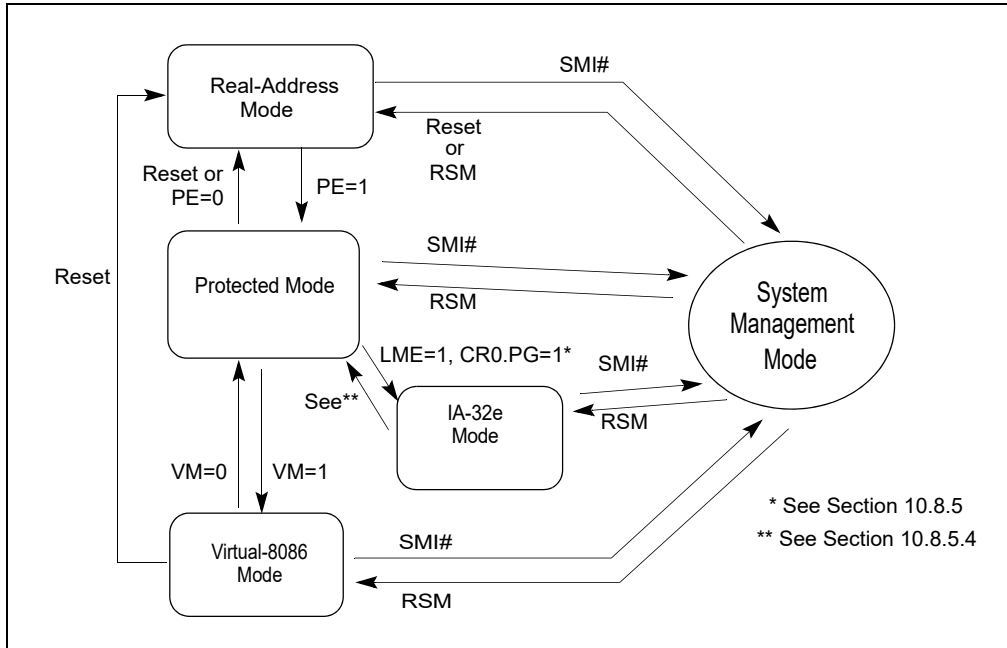 SMI#
Real-Address
Mode
Reset
or
RSM
Reset or
PE=0
PE=1
SMI#
Reset
Protected Mode
RSM
System
Management
Mode
LME=1, CR0.PG=1*
SMI#
See**
IA-32e
Mode
RSM
VM=0
VM=1
* See Section 10.8.5
** See Section 10.8.5.4
Virtual-8086
Mode
SMI#
RSM